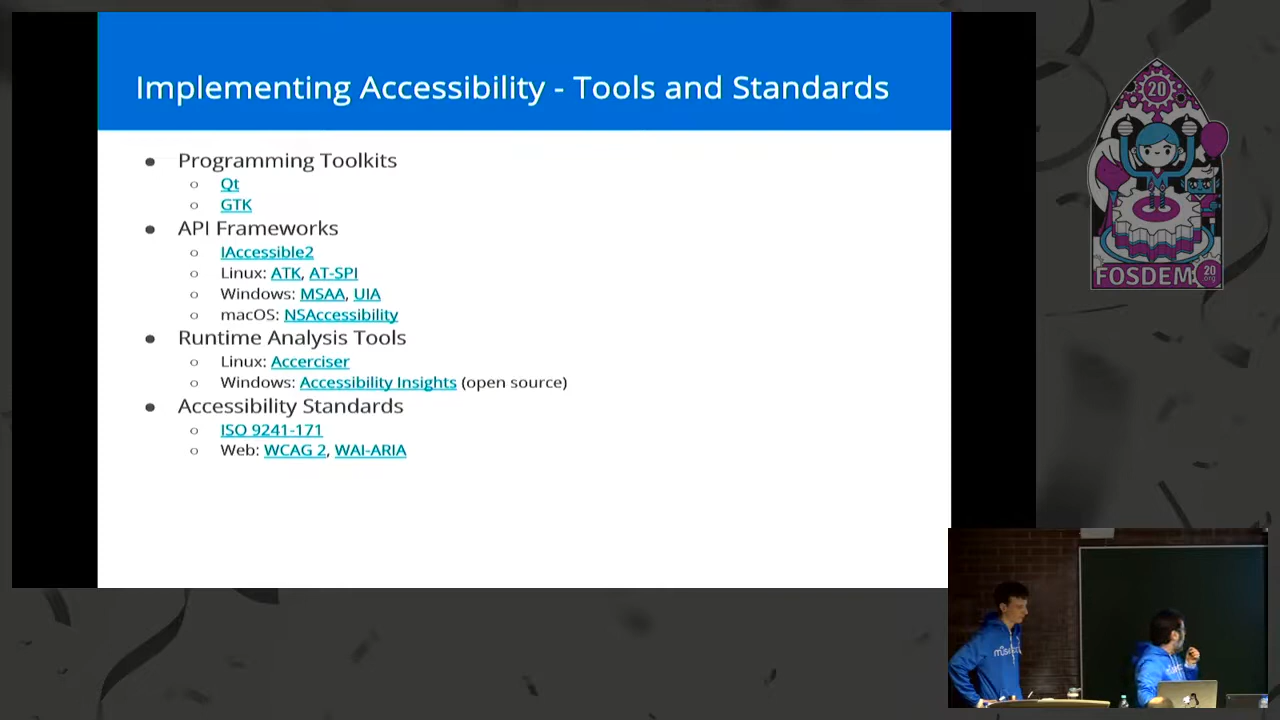 Implementing Accessibility - Tools and Standards
Programming Toolkits
Qt
GTK
API Frameworks
IAccessible2
Linux: ATK, AT-SPI
Windows: MSAA, UIA
macOS: NSAccessibility
Runtime Analysis Tools
Linux: Accerciser
Windows: Accessibility Insights (open source)
Accessibility Standards
ISO 9241-171
Web: WCAG 2, WAI-ARIA
20
FOSDEM
20
.org